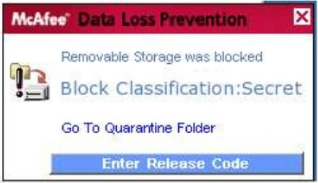 McAfee® Data Loss Prevention
Removable Storage was blocked
Block Classification:Secret
Go To Quarantine Folder
Enter Release Code